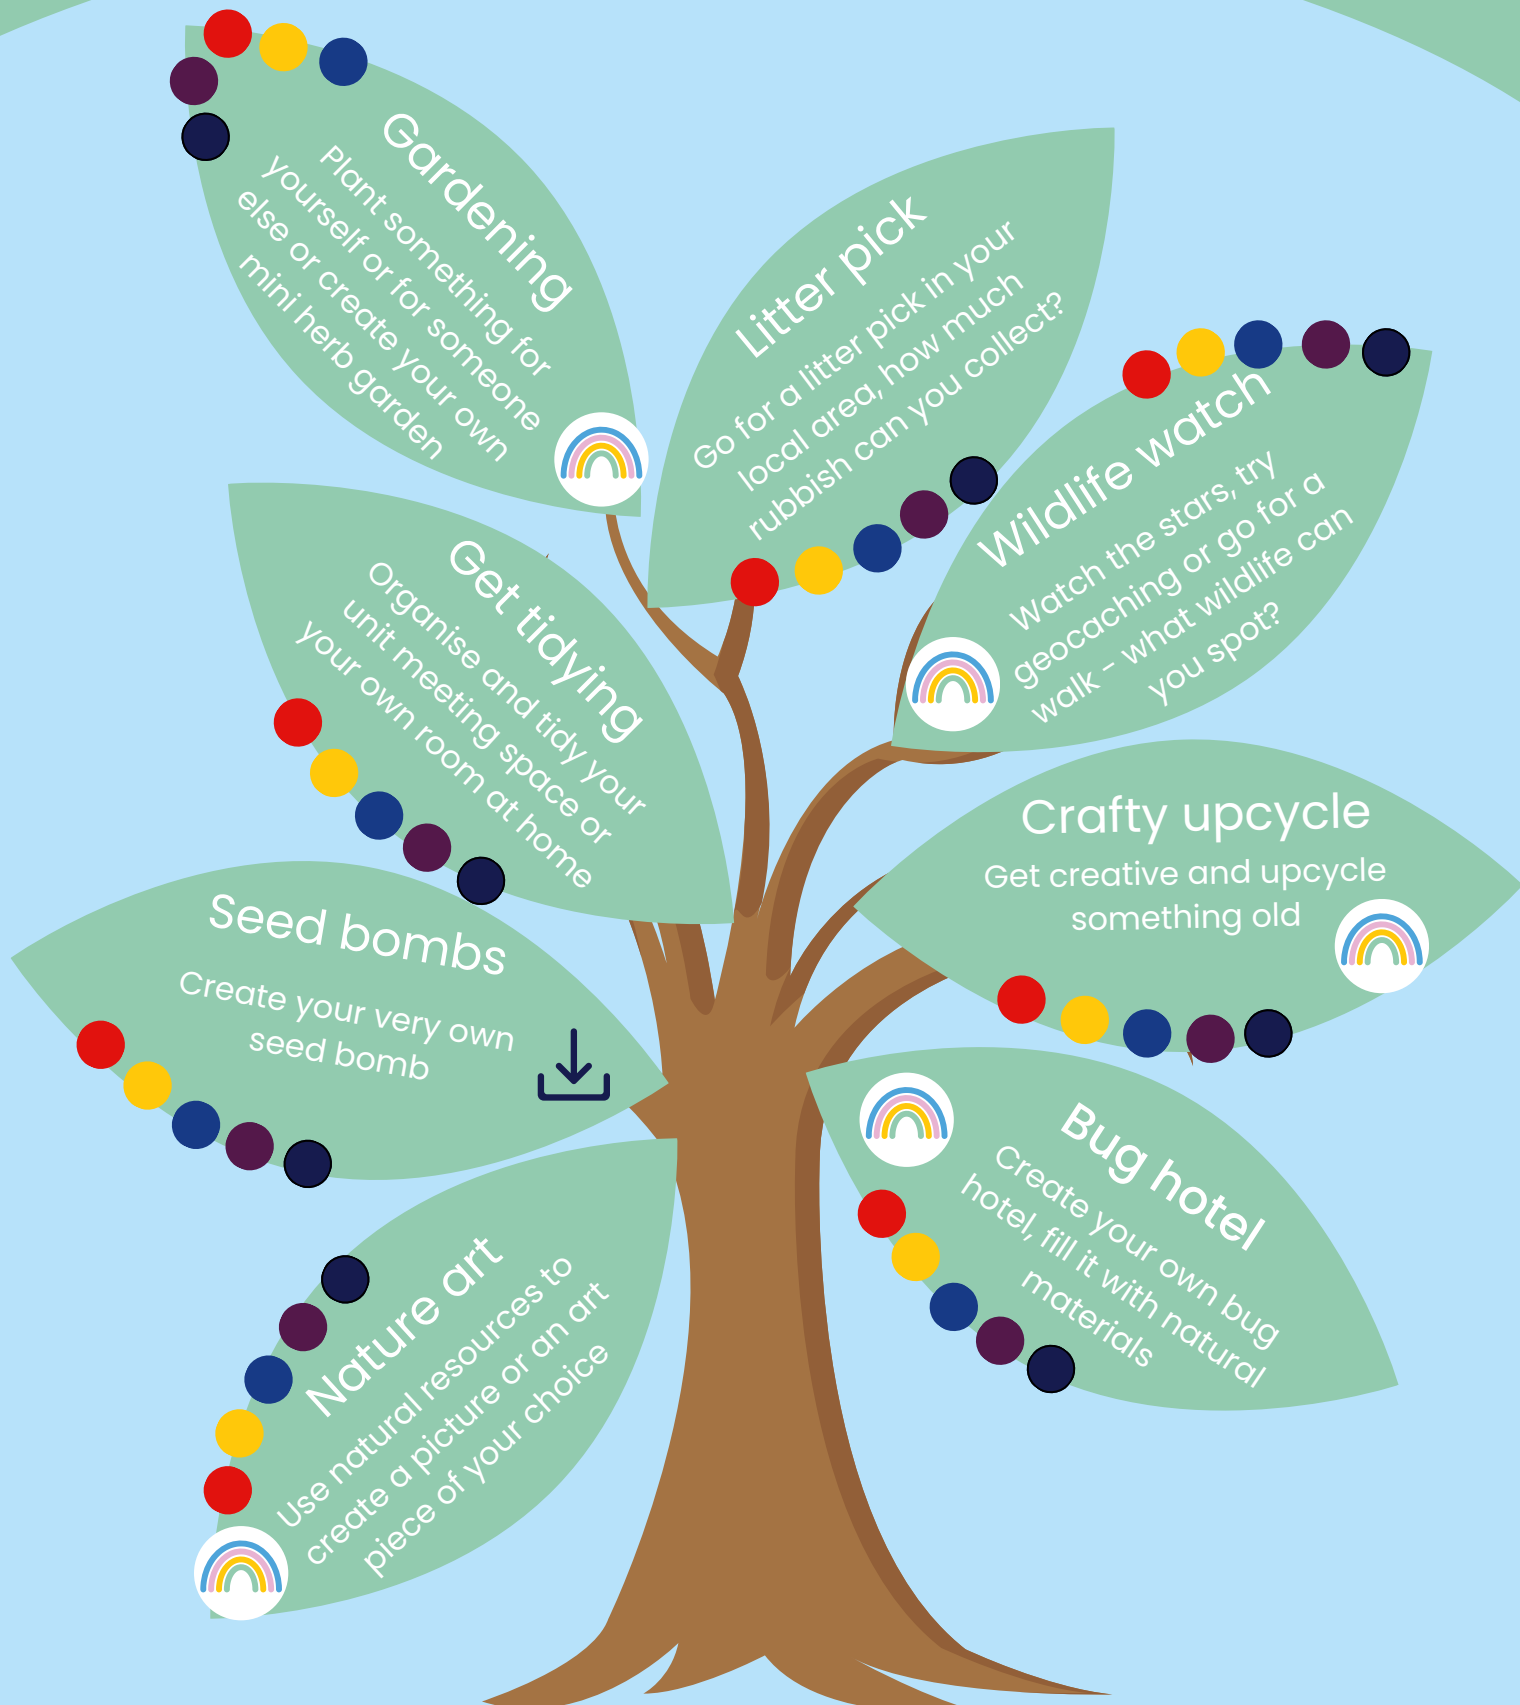 Gardening
Plant something for
yourself or for someone
else or create your own
mini herb garden
Litter pick
Go for a litter pick in your
local area, how much
rubbish can you collect?
Wildlife watch
Watch the stars, try
geocaching or go for a
walk - what wildlife can
you spot?
Get tidying
Organise and tidy your
unit meeting space or
your own room at home
Crafty upcycle
Get creative and upcycle
something old
Seed bombs
Create your very own
seed bomb
Bug hotel
Create your own bug
hotel, fill it with natural
materials
Nature art
Use natural resources to
create a picture or an art
piece of your choice